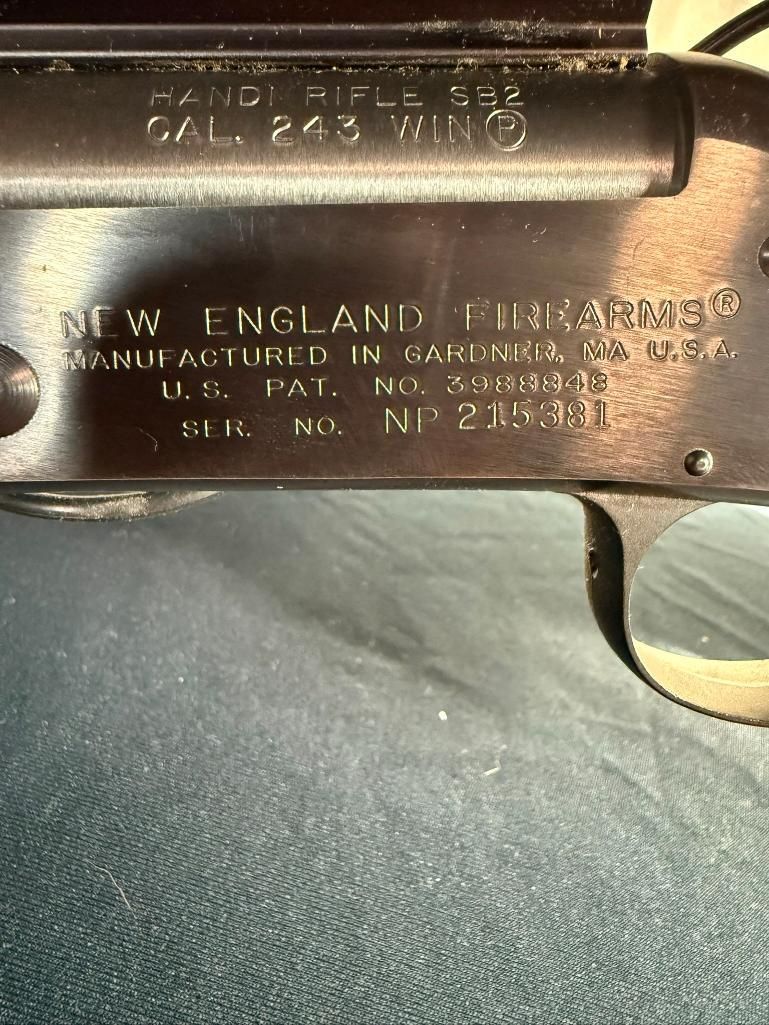 HANDI RIFLE SB2
CAL. 243 WIN Ⓟ
NEW ENGLAND FIREARMS®
MANUFACTURED IN GARDNER, MA U.S.A.
U.S. PAT. NO. 3988848
SER. NO. NP 215381